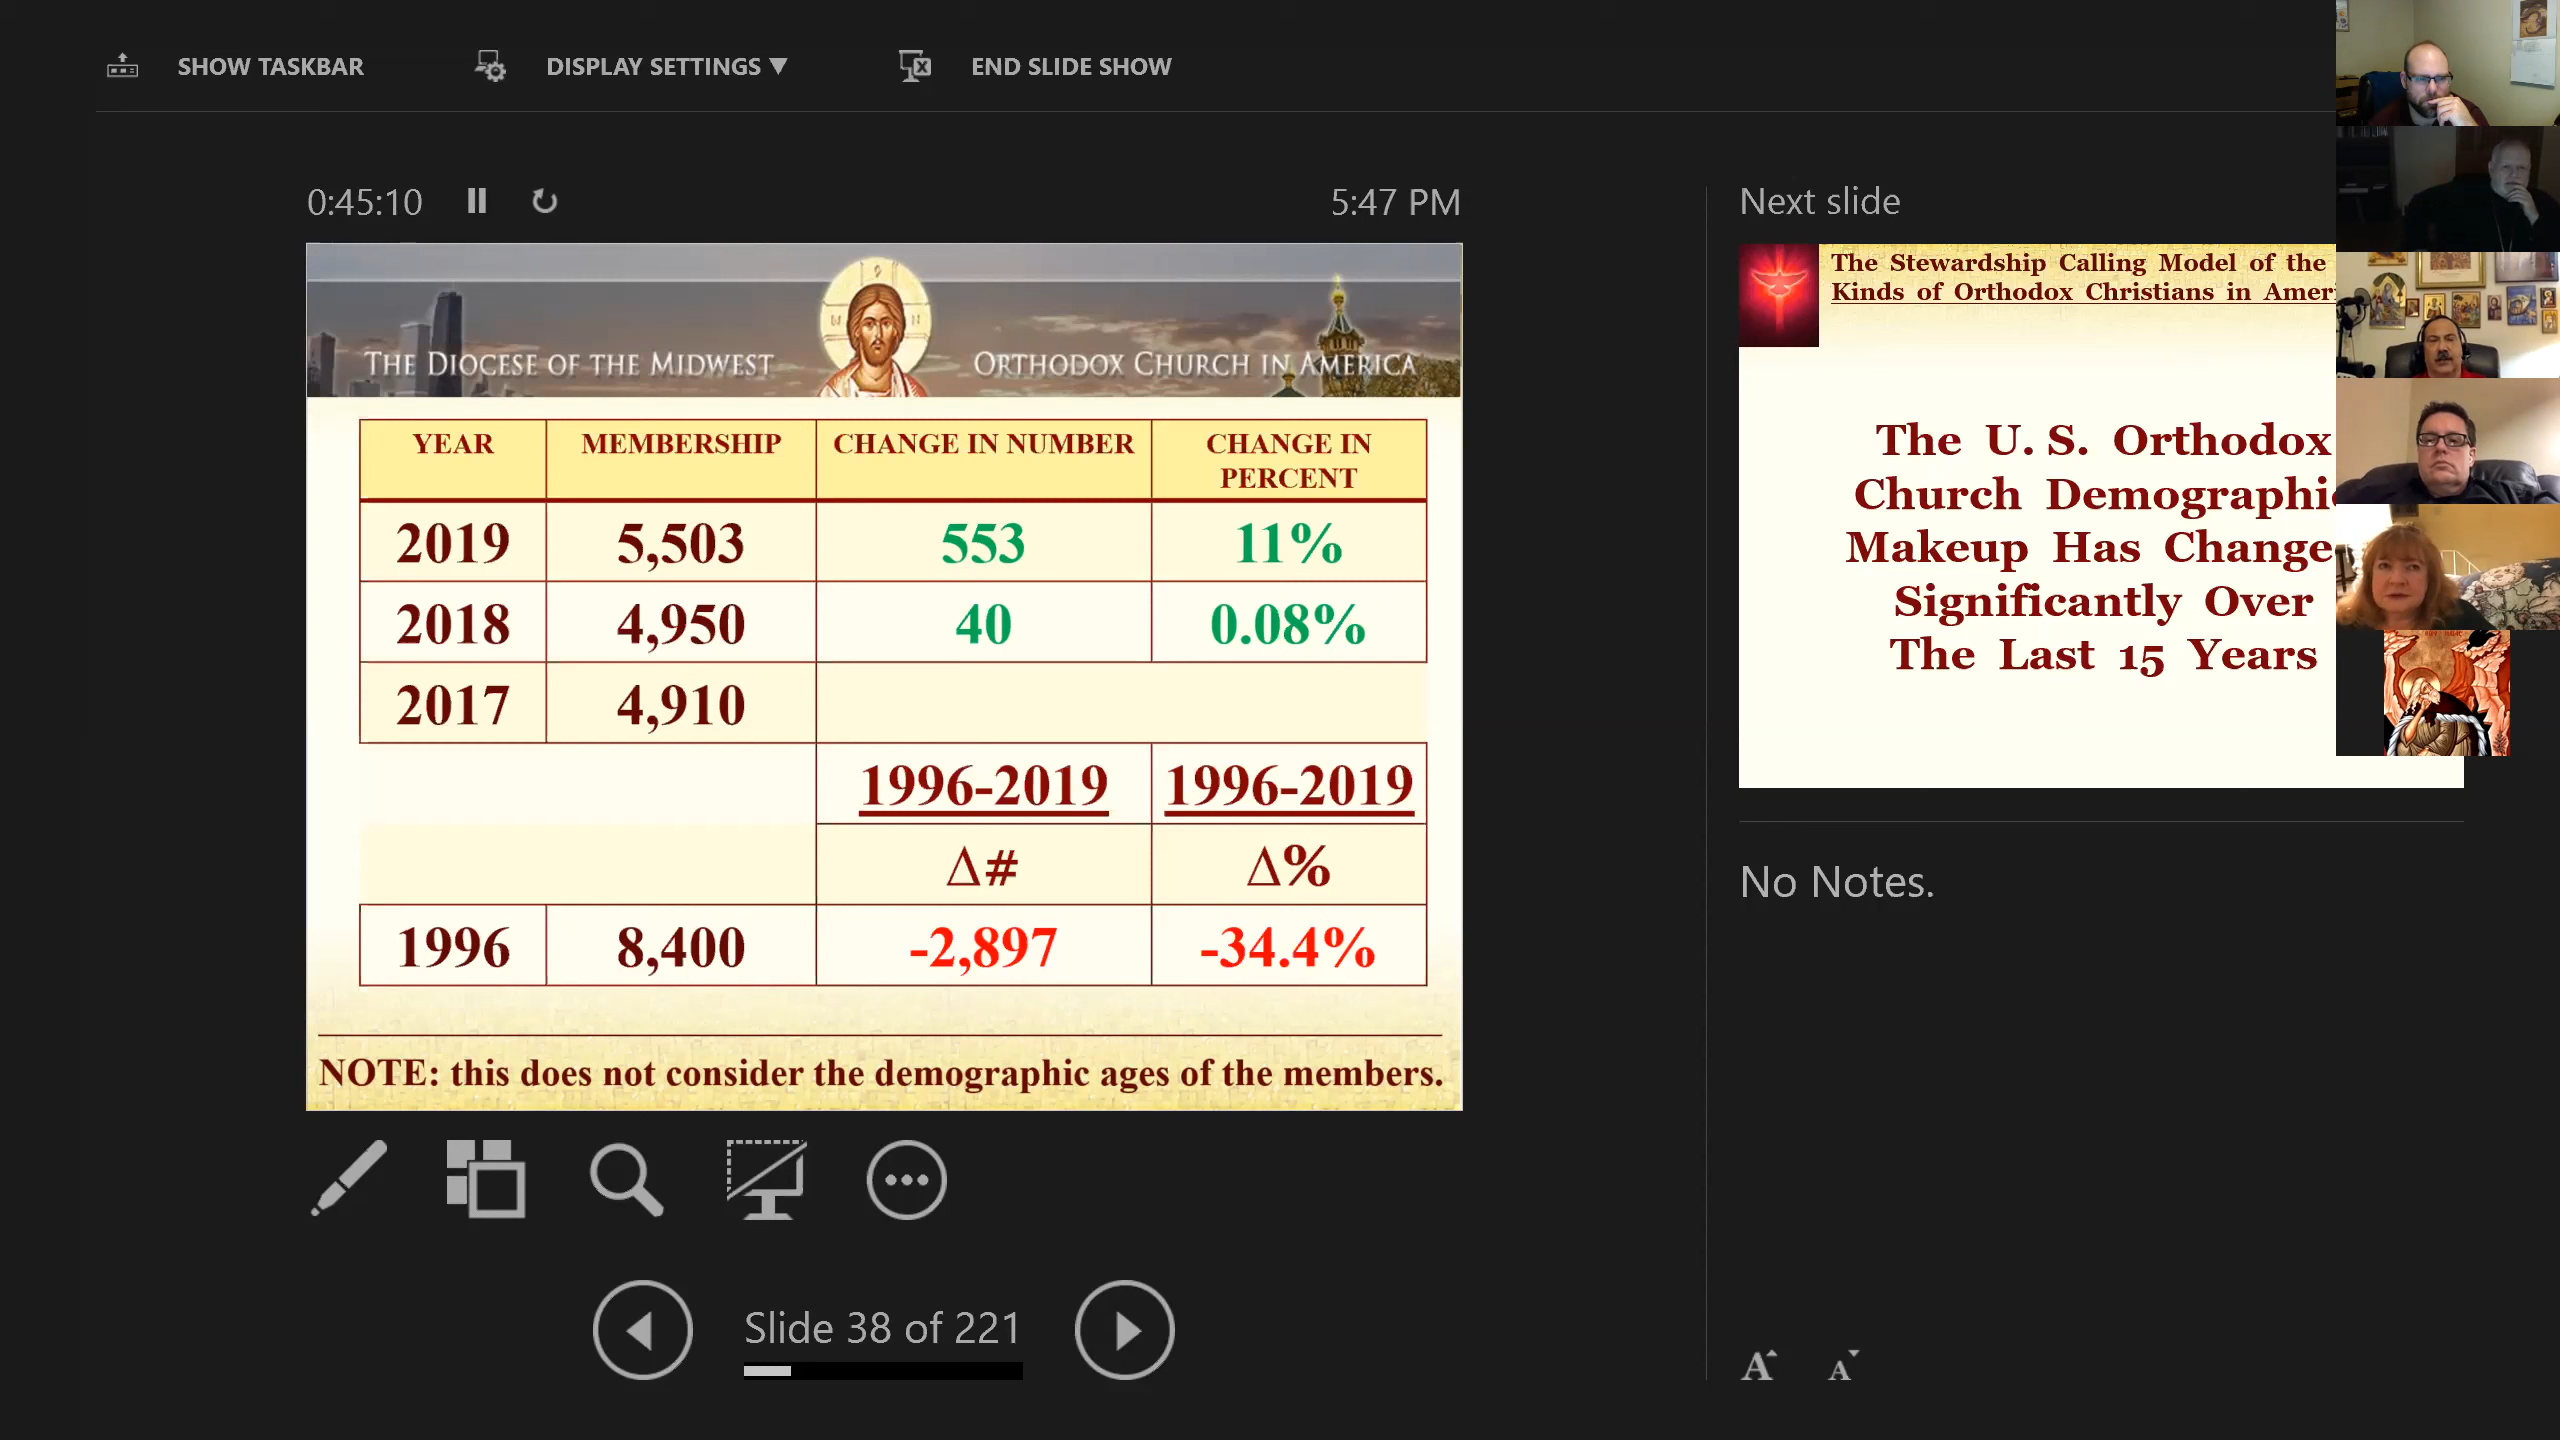 SHOW TASKBAR DISPLAY SETTINGS ▼ END SLIDE SHOW
0:45:10 5:47 PM
THE DIOCESE OF THE MIDWEST ORTHODOX CHURCH IN AMERICA
YEAR MEMBERSHIP CHANGE IN NUMBER CHANGE IN
PERCENT
2019 5,503 553 11%
2018 4,950 40 0.08%
2017 4,910
1996-2019 1996-2019
Δ# Δ%
1996 8,400 -2,897 -34.4%
NOTE: this does not consider the demographic ages of the members.
Slide 38 of 221
Next slide
The Stewardship Calling Model of the
Kinds of Orthodox Christians in Ameri
The U. S. Orthodox
Church Demographi
Makeup Has Change
Significantly Over
The Last 15 Years
No Notes.
A A